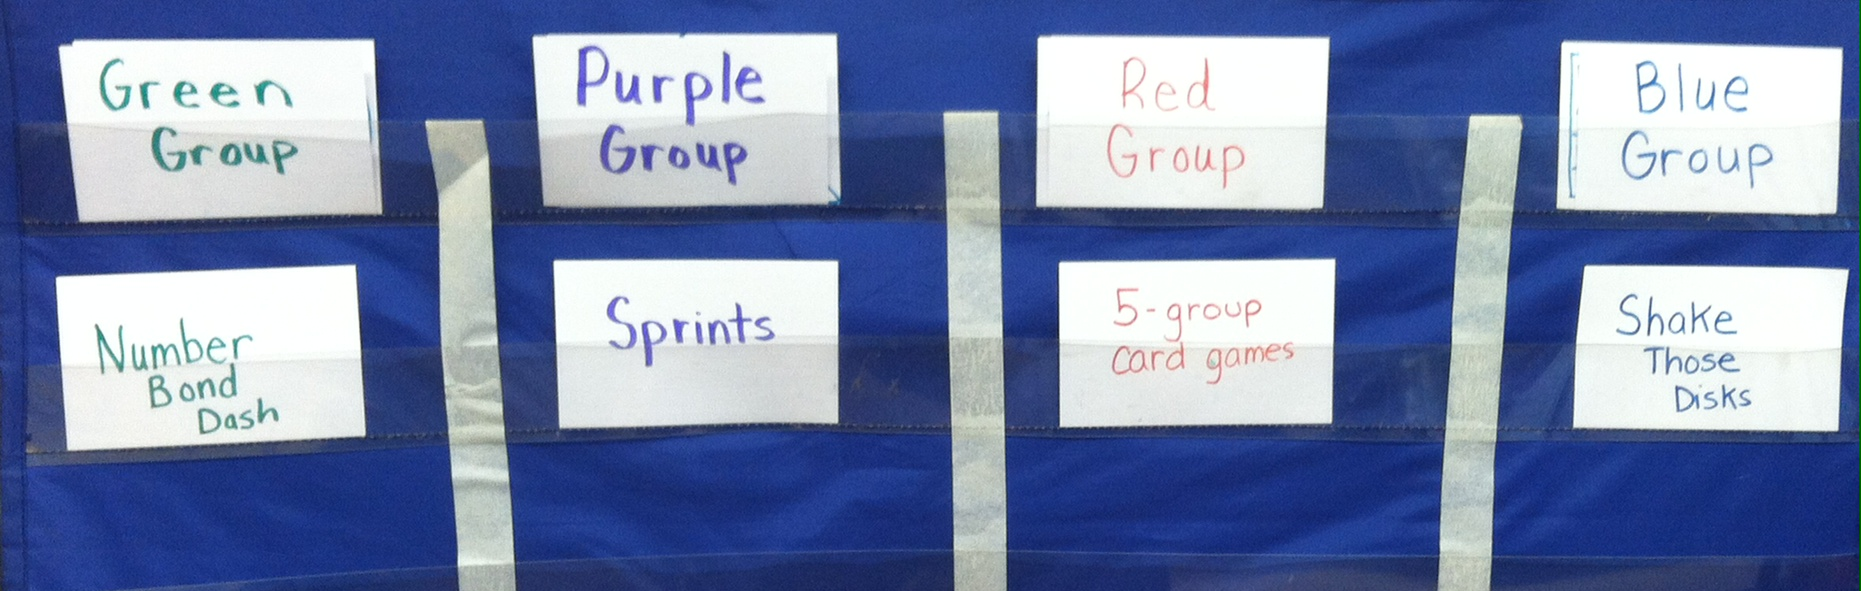 Green
Group
Purple
Group
Red
Group
Blue
Group
Number
Bond
Dash
Sprints
5-group
card games
Shake
Those
Disks